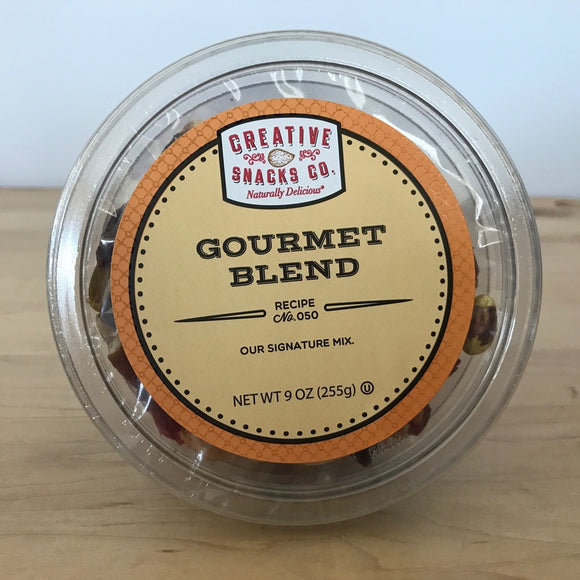 CREATIVE
SNACKS CO.
Naturally Delicious®
GOURMET
BLEND
RECIPE
No.050
OUR SIGNATURE MIX.
NET WT 9 OZ (255g) Ⓤ